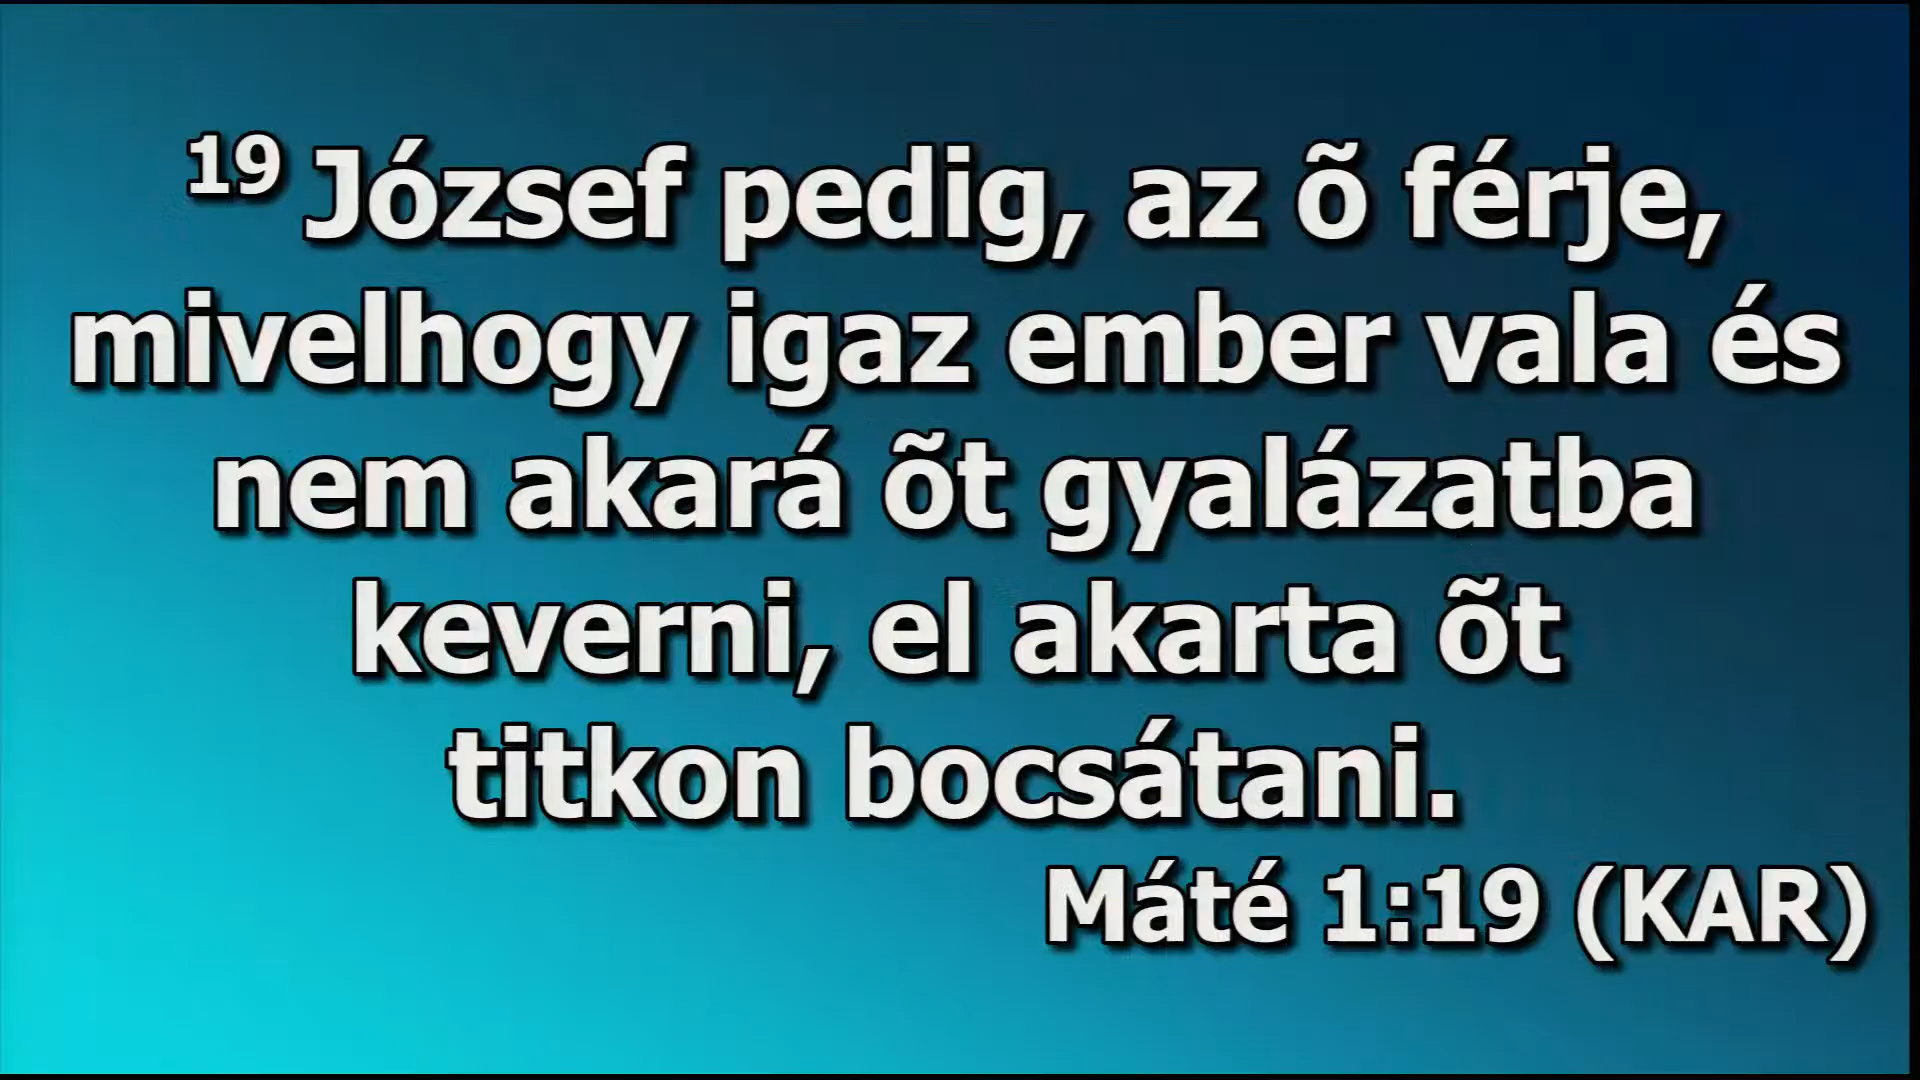 19 József pedig, az õ férje,
mivelhogy igaz ember vala és
nem akará õt gyalázatba
keverni, el akarta õt
titkon bocsátani.
Máté 1:19 (KAR)